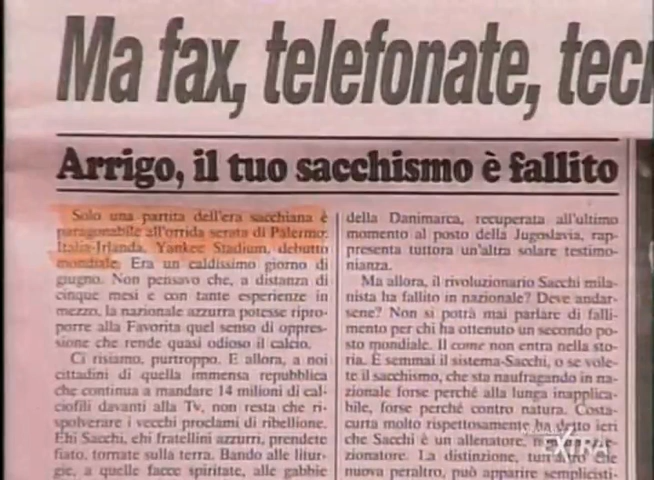 Ma fax, telefonate, tecn
Arrigo, il tuo sacchismo è fallito
Solo una partita dell'era sacchiana è
paragonabile all'orrida serata di Palermo:
Italia-Irlanda, Yankee Stadium, debutto
mondiale. Era un caldissimo giorno di
giugno. Non pensavo che, a distanza di
cinque mesi e con tante esperienze in
mezzo, la nazionale azzurra potesse ripro-
porre alla Favorita quel senso di oppres-
sione che rende quasi odioso il calcio.
Ci risiamo, purtroppo. E allora, a noi
cittadini di quella immensa repubblica
che continua a mandare 14 milioni di cal-
ciofili davanti alla Tv, non resta che ri-
spolverare i vecchi proclami di ribellione.
Ehi Sacchi, ehi fratellini azzurri, prendete
fiato, tornate sulla terra. Bando alle litur-
gie, a quelle facce spiritate, alle gabbie
della Danimarca, recuperata all'ultimo
momento al posto della Jugoslavia, rap-
presenta tuttora un'altra solare testimo-
nianza.
Ma allora, il rivoluzionario Sacchi mila-
nista ha fallito in nazionale? Deve andar-
sene? Non si potrà mai parlare di falli-
mento per chi ha ottenuto un secondo po-
sto mondiale. Il come non entra nella sto-
ria. È semmai il sistema-Sacchi, o se vole-
te il sacchismo, che sta naufragando in na-
zionale forse perché alla lunga inapplica-
bile, forse perché contro natura. Costa-
curta molto rispettosamente ha detto ieri
che Sacchi è un allenatore, non
zionatore. La distinzione, tutt'altro che
nuova peraltro, può apparire semplicisti-
EXTRA